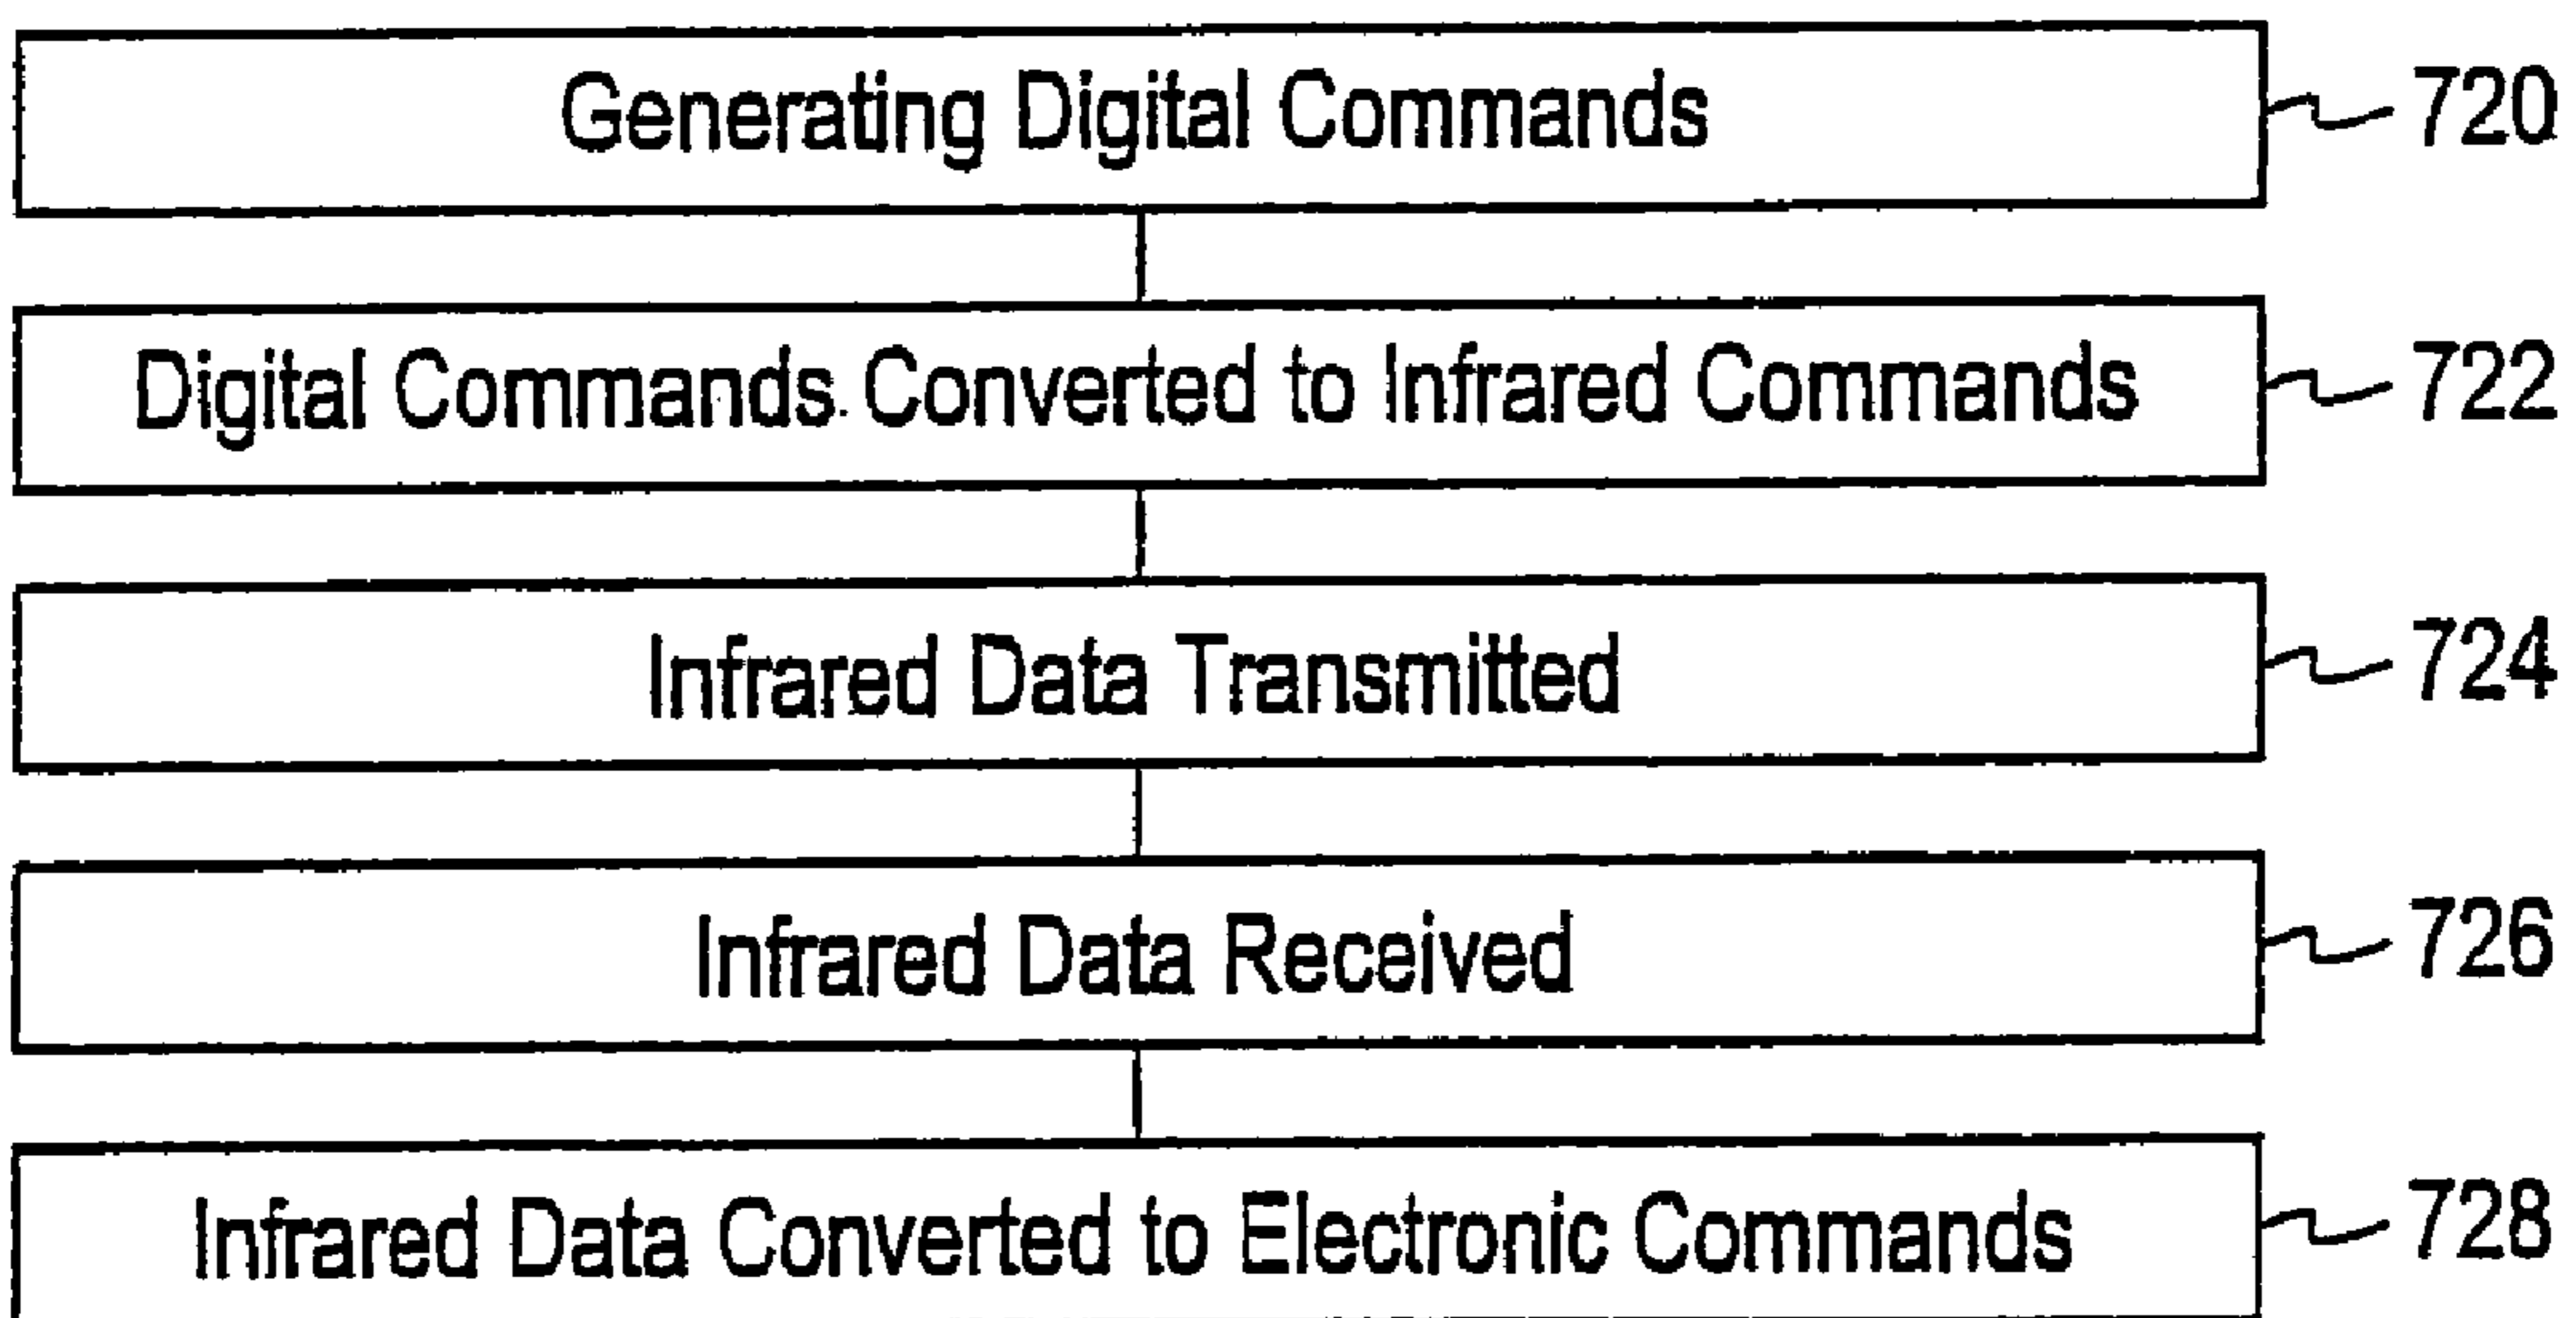 Generating Digital Commands 720
Digital Commands Converted to Infrared Commands 722
Infrared Data Transmitted 724
Infrared Data Received 726
Infrared Data Converted to Electronic Commands 728